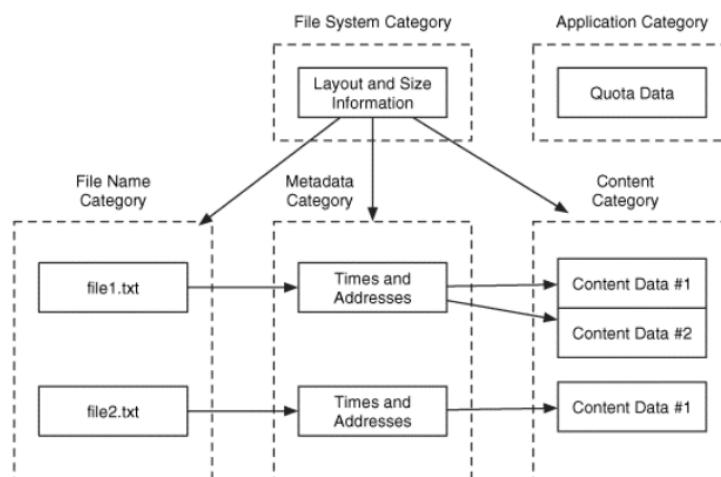 File System Category
Application Category
Layout and Size
Information
Quota Data
File Name
Category
Metadata
Category
Content
Category
file1.txt
Times and
Addresses
Content Data #1
Content Data #2
file2.txt
Times and
Addresses
Content Data #1